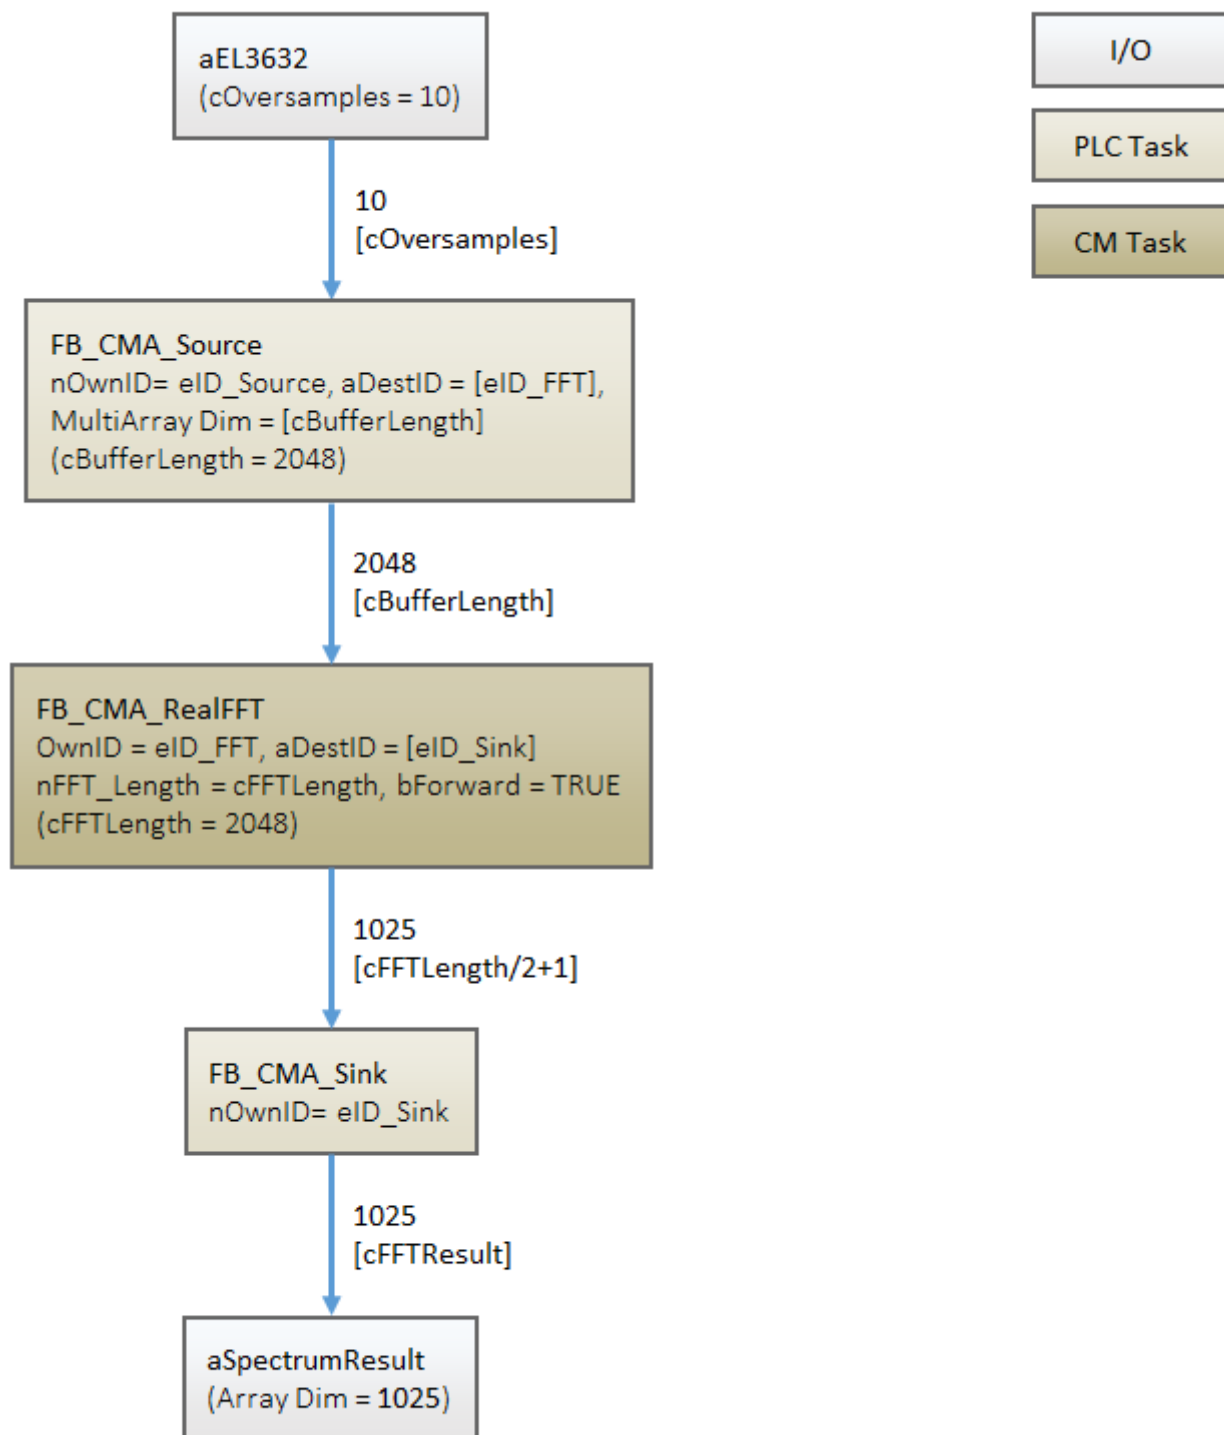 aEL3632
(cOversamples = 10)
I/O
PLC Task
CM Task
10
[cOversamples]
FB_CMA_Source
nOwnID= eID_Source, aDestID = [eID_FFT],
MultiArray Dim = [cBufferLength]
(cBufferLength = 2048)
2048
[cBufferLength]
FB_CMA_RealFFT
OwnID = eID_FFT, aDestID = [eID_Sink]
nFFT_Length = cFFTLength, bForward = TRUE
(cFFTLength = 2048)
1025
[cFFTLength/2+1]
FB_CMA_Sink
nOwnID= eID_Sink
1025
[cFFTResult]
aSpectrumResult
(Array Dim = 1025)